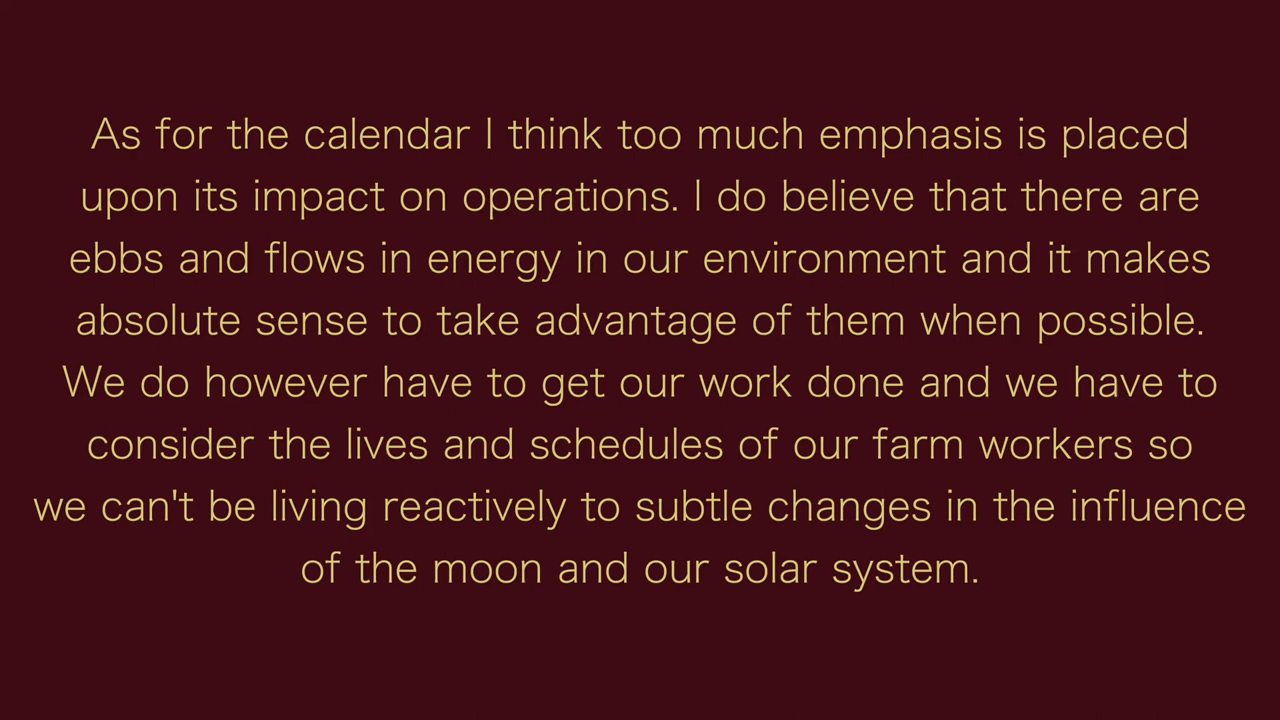 As for the calendar I think too much emphasis is placed
upon its impact on operations. I do believe that there are
ebbs and flows in energy in our environment and it makes
absolute sense to take advantage of them when possible.
We do however have to get our work done and we have to
consider the lives and schedules of our farm workers so
we can't be living reactively to subtle changes in the influence
of the moon and our solar system.